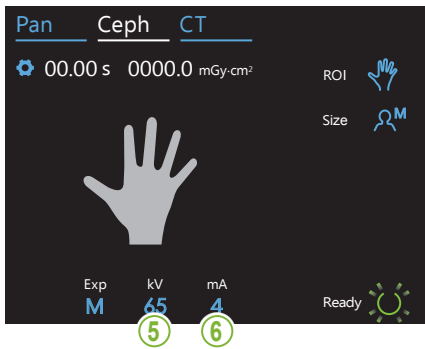 Pan Ceph CT
00.00 s 0000.0 mGy·cm²
ROI
Size M
Exp kV mA
M 65 4
Ready
5 6